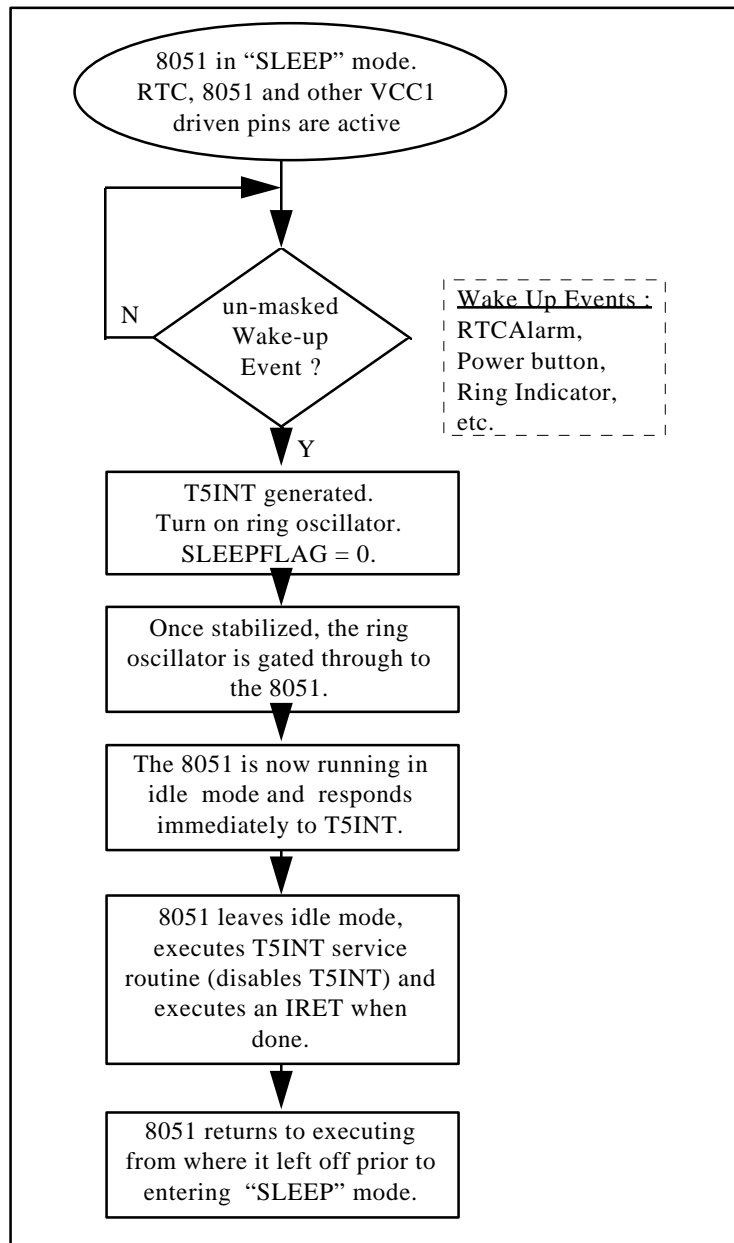 8051 in “SLEEP” mode.
RTC, 8051 and other VCC1
driven pins are active
un-masked
Wake-up
Event ?
N
Y
Wake Up Events :
RTCAlarm,
Power button,
Ring Indicator,
etc.
T5INT generated.
Turn on ring oscillator.
SLEEPFLAG = 0.
Once stabilized, the ring
oscillator is gated through to
the 8051.
The 8051 is now running in
idle mode and responds
immediately to T5INT.
8051 leaves idle mode,
executes T5INT service
routine (disables T5INT) and
executes an IRET when
done.
8051 returns to executing
from where it left off prior to
entering “SLEEP” mode.